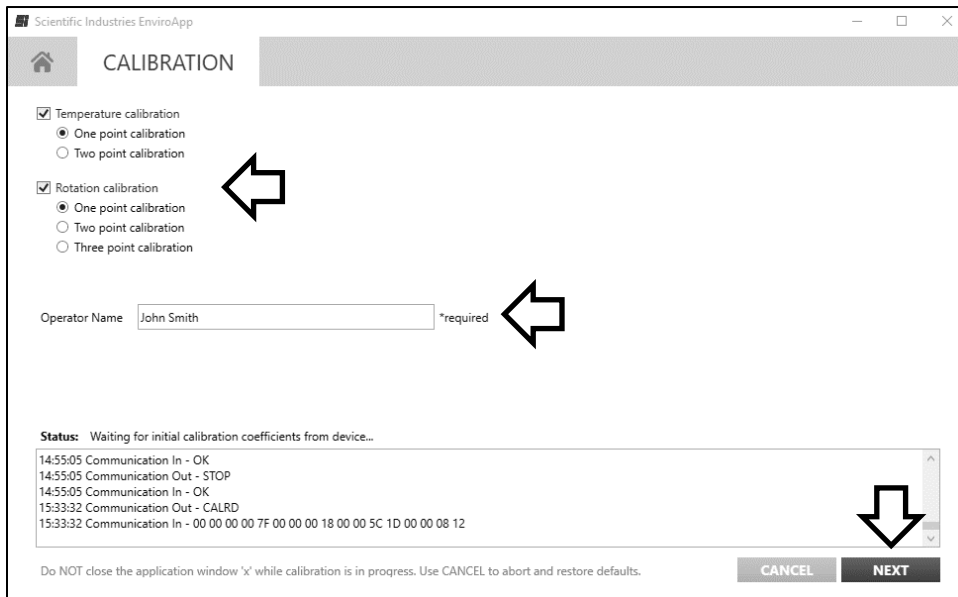 Scientific Industries EnviroApp
CALIBRATION
Temperature calibration
One point calibration
Two point calibration
Rotation calibration
One point calibration
Two point calibration
Three point calibration
Operator Name John Smith *required
Status: Waiting for initial calibration coefficients from device...
14:55:05 Communication In - OK
14:55:05 Communication Out - STOP
14:55:05 Communication In - OK
15:33:32 Communication Out - CALRD
15:33:32 Communication In - 00 00 00 00 7F 00 00 00 18 00 00 5C 1D 00 00 08 12
Do NOT close the application window 'x' while calibration is in progress. Use CANCEL to abort and restore defaults. CANCEL NEXT